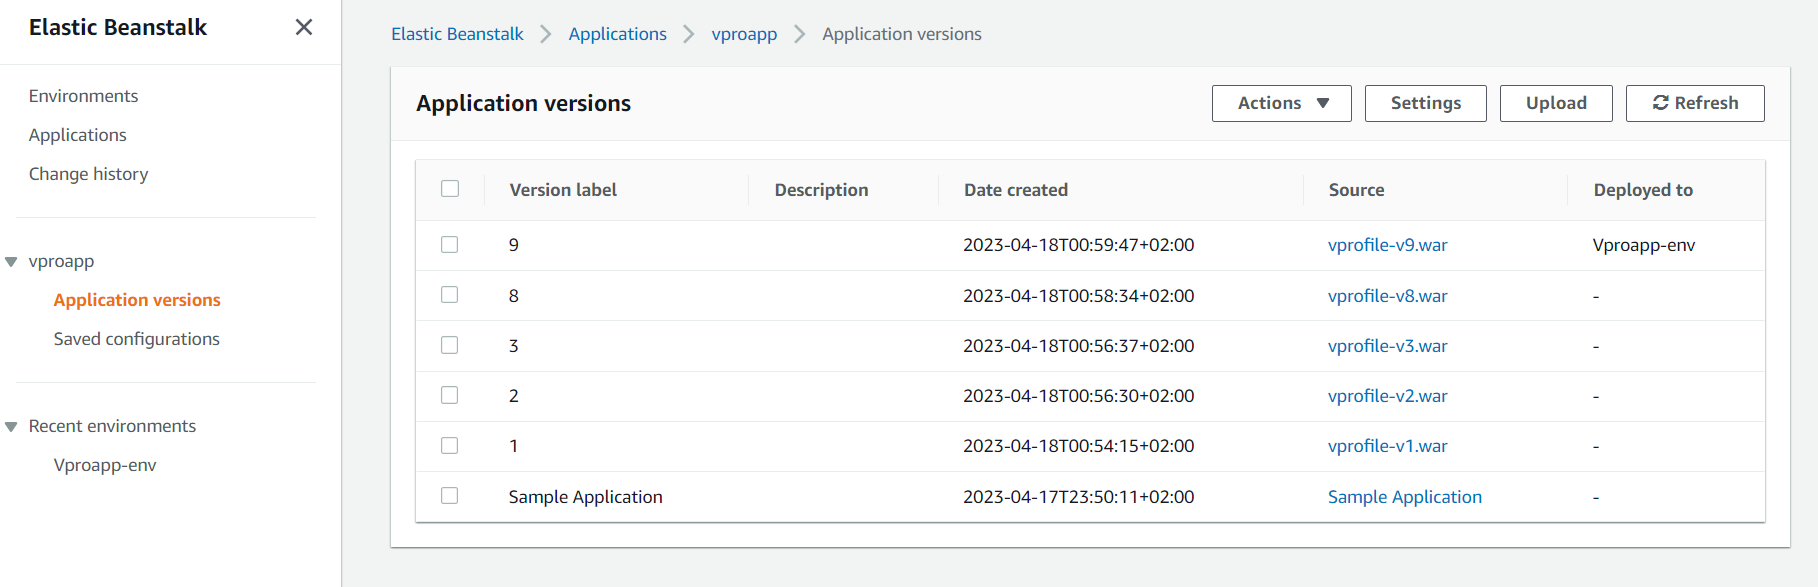 Elastic Beanstalk
Environments
Applications
Change history
vproapp
Application versions
Saved configurations
Recent environments
Vproapp-env
Elastic Beanstalk Applications vproapp Application versions
Application versions Actions Settings Upload Refresh
Version label Description Date created Source Deployed to
9 2023-04-18T00:59:47+02:00 vprofile-v9.war Vproapp-env
8 2023-04-18T00:58:34+02:00 vprofile-v8.war -
3 2023-04-18T00:56:37+02:00 vprofile-v3.war -
2 2023-04-18T00:56:30+02:00 vprofile-v2.war -
1 2023-04-18T00:54:15+02:00 vprofile-v1.war -
Sample Application 2023-04-17T23:50:11+02:00 Sample Application -